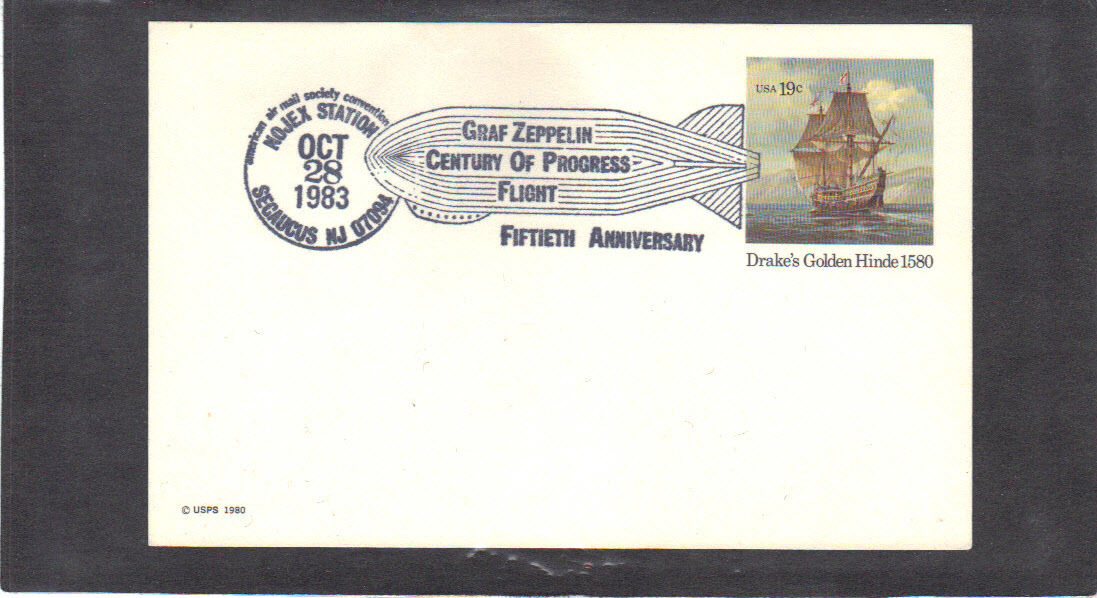 american air mail society convention
NOJEX STATION
OCT
28
1983
SECAUCUS NJ 07094
GRAF ZEPPELIN
CENTURY OF PROGRESS
FLIGHT
FIFTIETH ANNIVERSARY
USA 19c
Drake's Golden Hinde 1580
© USPS 1980